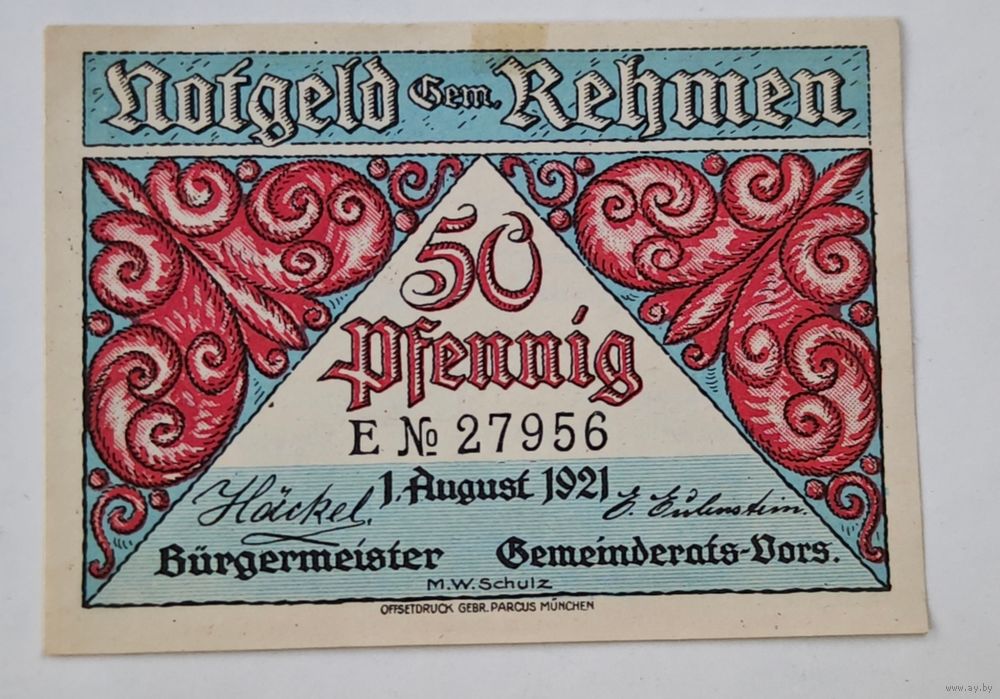 Notgeld Gem. Rehmen
50
Pfennig
E № 27956
1. August 1921
Häckel. E. Eulenstein.
Bürgermeister Gemeinderats-Vors.
M.W. Schulz
OFFSETDRUCK GEBR. PARCUS MÜNCHEN
www.ay.by